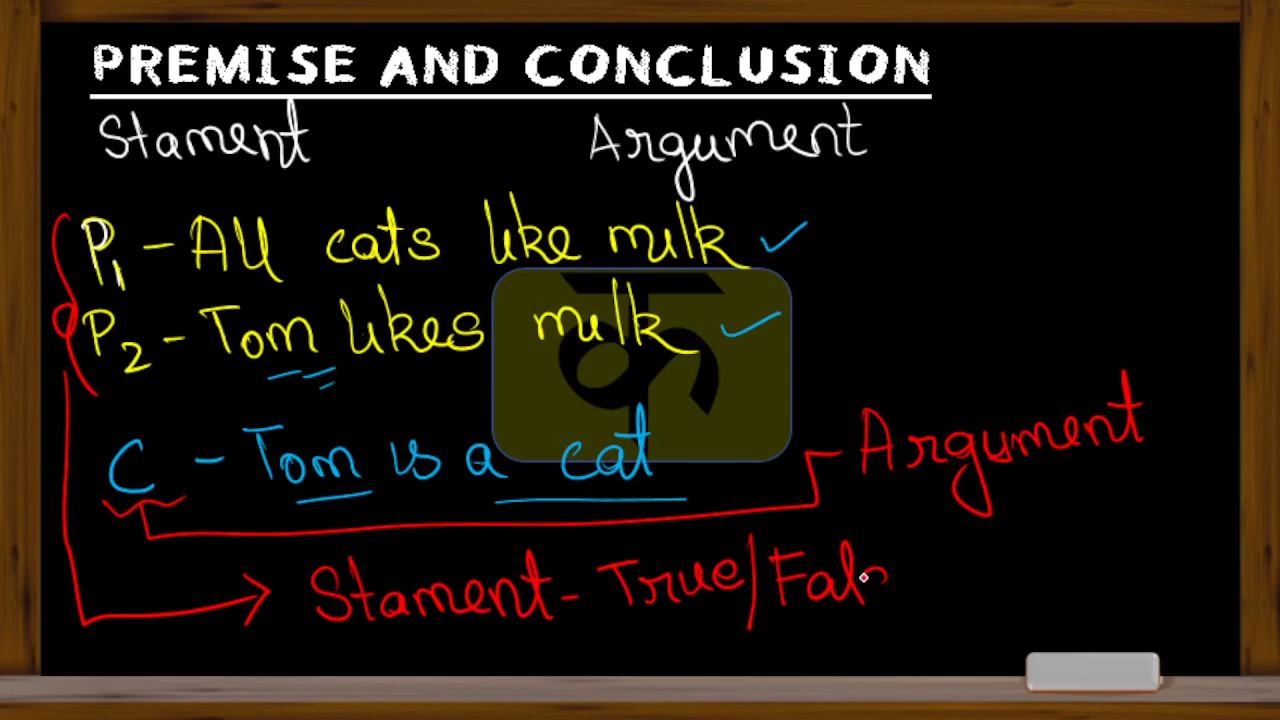 PREMISE AND CONCLUSION
Stament Argument
P1 - All cats like milk
P2 - Tom likes milk
क
C - Tom is a cat
Argument
Stament - True/Fals